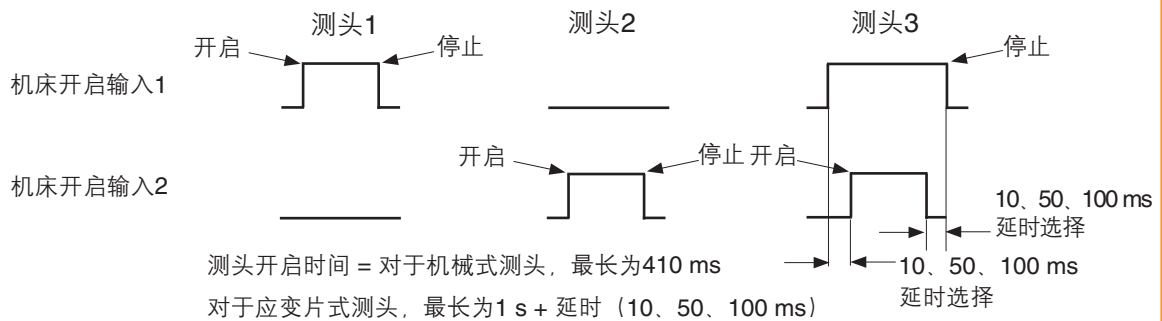 测头1
测头2
测头3
开启
停止
停止
机床开启输入1
开启
停止
开启
机床开启输入2
10、50、100 ms
延时选择
测头开启时间 = 对于机械式测头，最长为410 ms
10、50、100 ms
延时选择
对于应变片式测头，最长为1 s + 延时（10、50、100 ms）